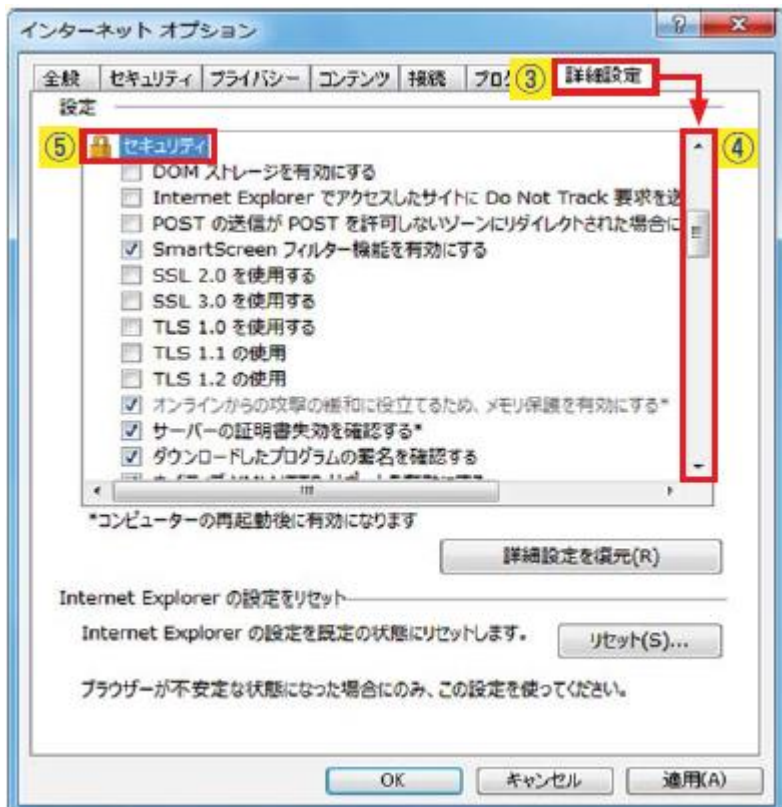 インターネット オプション
全般 セキュリティ プライバシー コンテンツ 接続 プロ ③ 詳細設定
設定
⑤ セキュリティ ④
DOM ストレージを有効にする
Internet Explorer でアクセスしたサイトに Do Not Track 要求を送
POST の送信が POST を許可しないゾーンにリダイレクトされた場合に
SmartScreen フィルター機能を有効にする
SSL 2.0 を使用する
SSL 3.0 を使用する
TLS 1.0 を使用する
TLS 1.1 の使用
TLS 1.2 の使用
オンラインからの攻撃の緩和に役立てるため、メモリ保護を有効にする*
サーバーの証明書失効を確認する*
ダウンロードしたプログラムの署名を確認する
*コンピューターの再起動後に有効になります
詳細設定を復元(R)
Internet Explorer の設定をリセット
Internet Explorer の設定を既定の状態にリセットします。 リセット(S)...
ブラウザーが不安定な状態になった場合にのみ、この設定を使ってください。
OK キャンセル 適用(A)